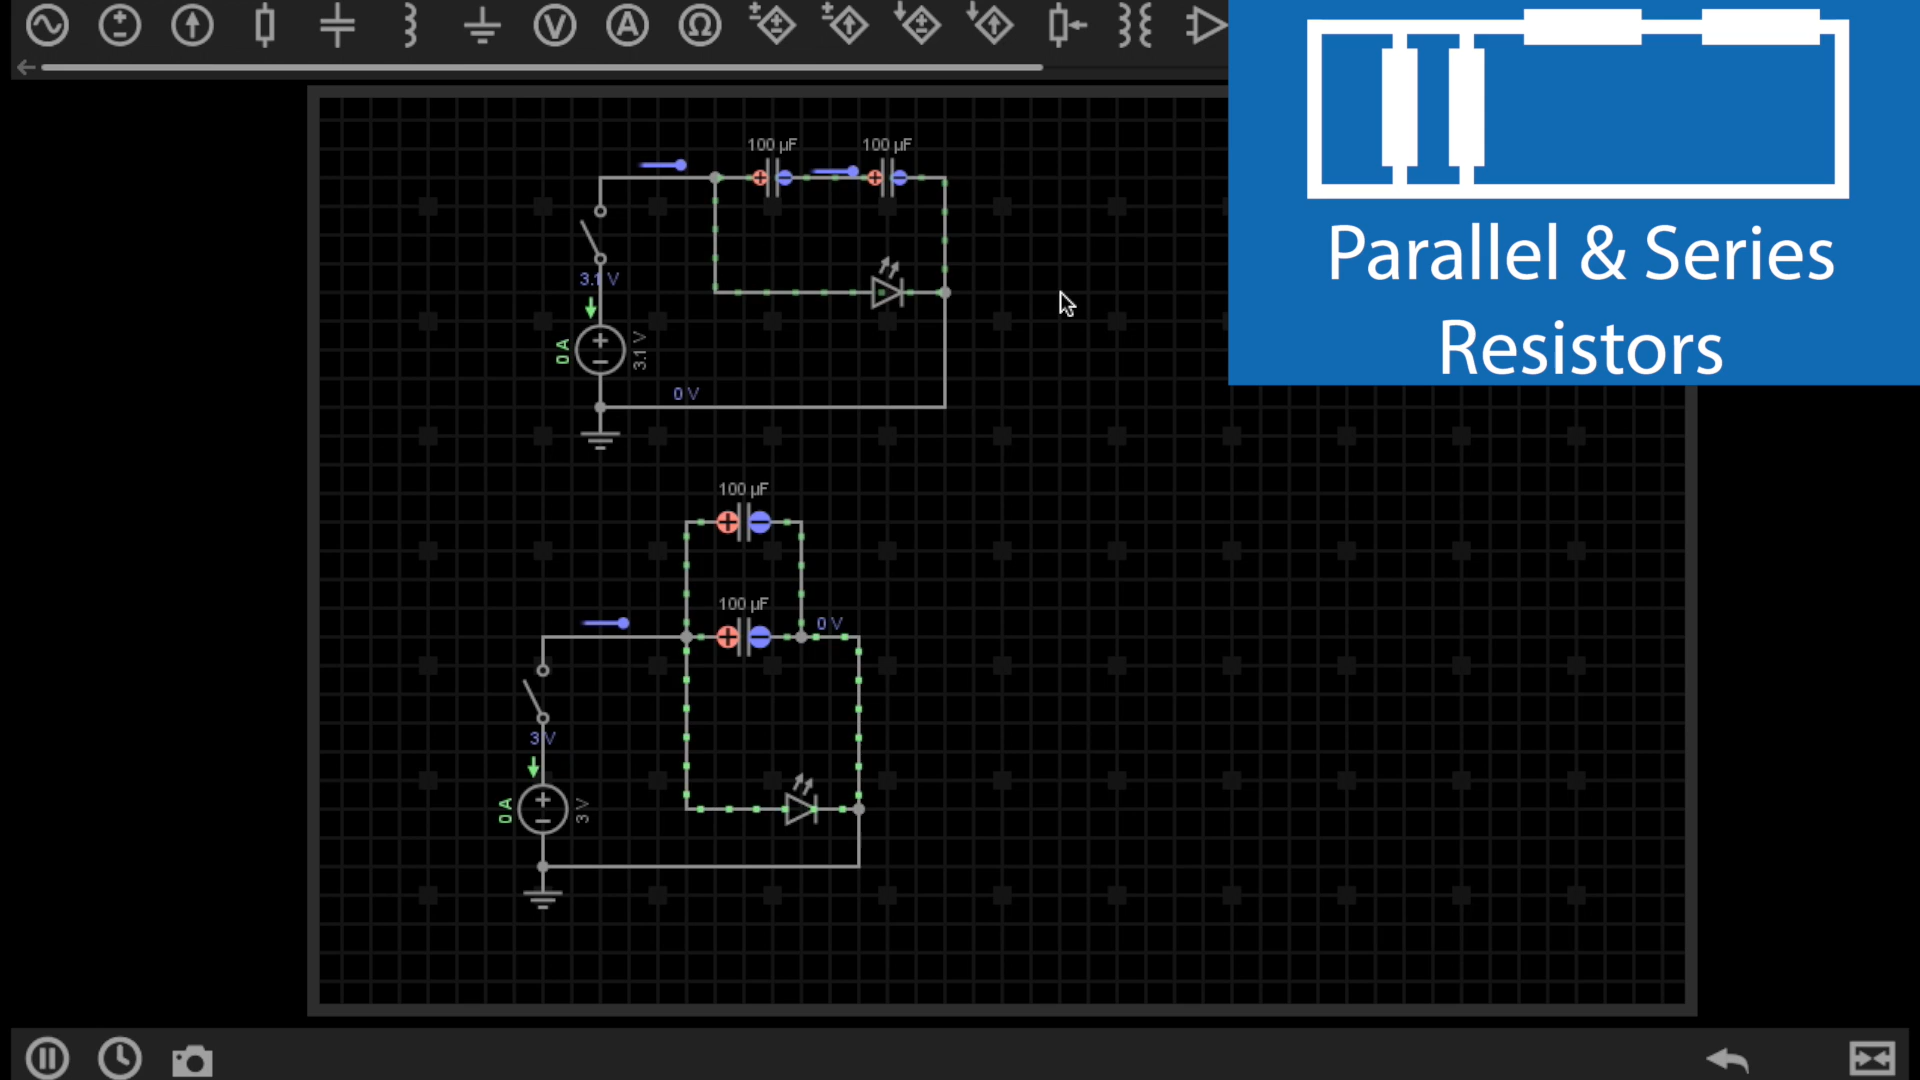 V A Ω
Parallel & Series
Resistors
100 µF 100 µF
3.1 V
0 A
3.1 V
0 V
100 µF
100 µF
0 V
3 V
0 A
3 V